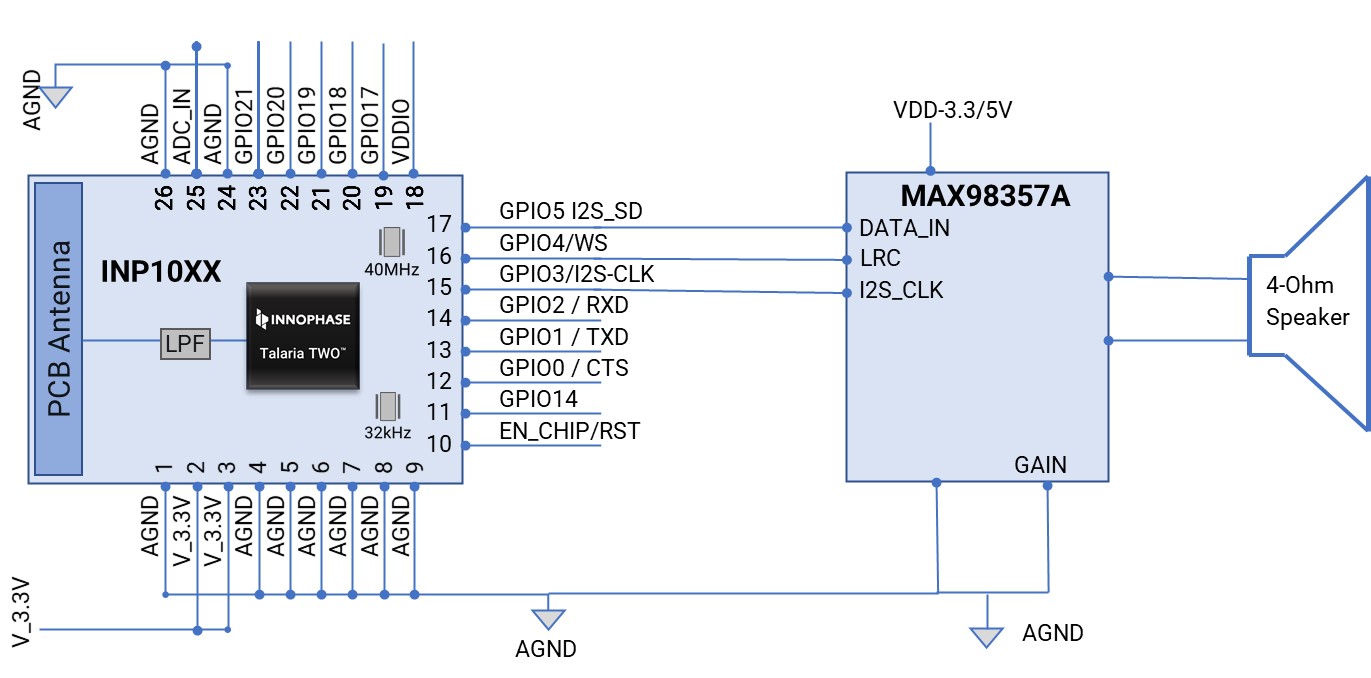 AGND
AGND
ADC_IN
AGND
GPIO21
GPIO20
GPIO19
GPIO18
GPIO17
VDDIO
26
25
24
23
22
21
20
19
18
PCB Antenna
INP10XX
LPF
INNOPHASE
Talaria TWO™
40MHz
32kHz
17
16
15
14
13
12
11
10
GPIO5 I2S_SD
GPIO4/WS
GPIO3/I2S-CLK
GPIO2 / RXD
GPIO1 / TXD
GPIO0 / CTS
GPIO14
EN_CHIP/RST
1
2
3
4
5
6
7
8
9
AGND
V_3.3V
V_3.3V
AGND
AGND
AGND
AGND
AGND
AGND
V_3.3V
AGND
VDD-3.3/5V
MAX98357A
DATA_IN
LRC
I2S_CLK
GAIN
AGND
4-Ohm
Speaker